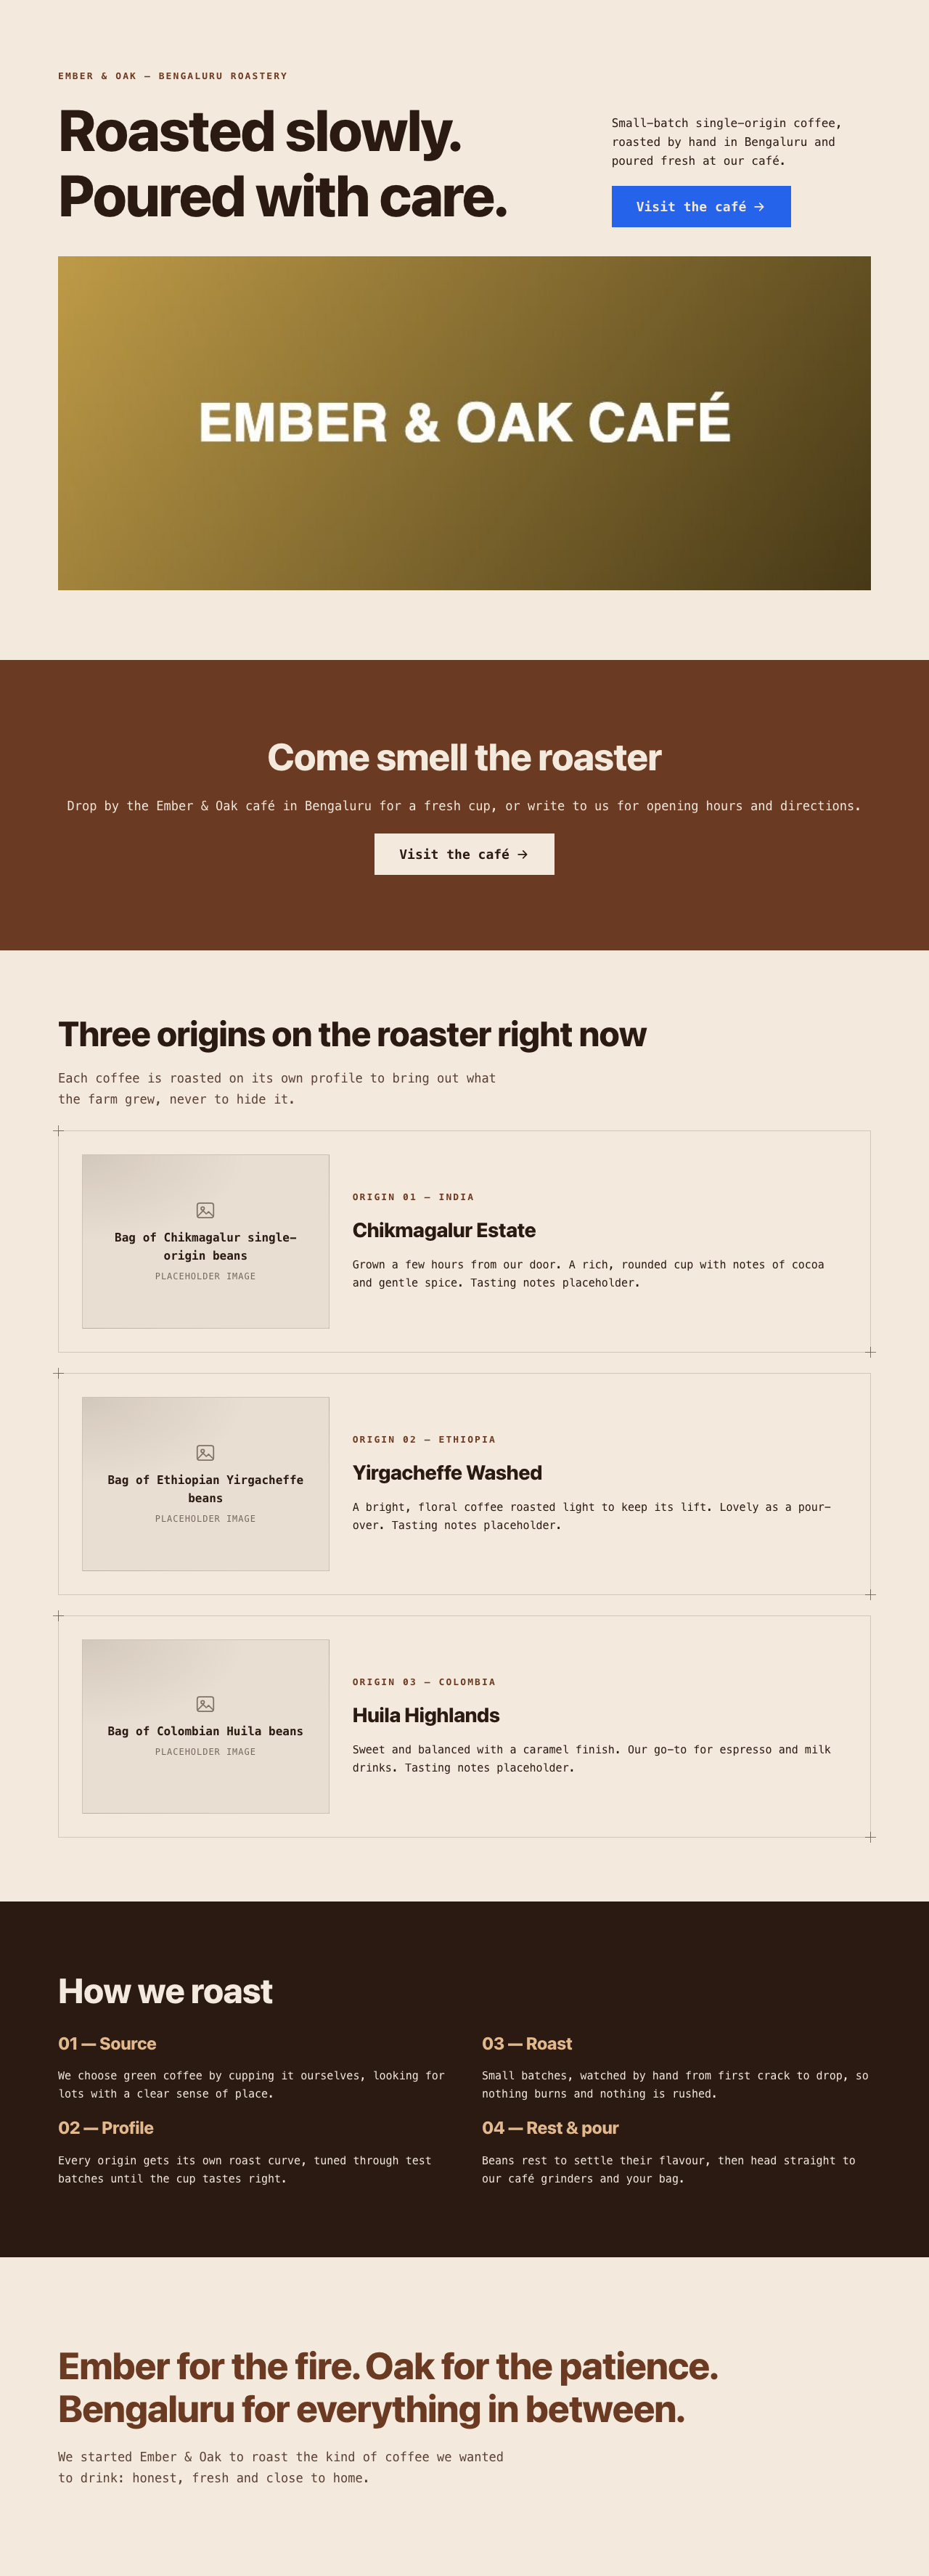 EMBER & OAK — BENGALURU ROASTERY
Roasted slowly.
Poured with care.
Small-batch single-origin coffee,
roasted by hand in Bengaluru and
poured fresh at our café.
Visit the café →
EMBER & OAK CAFÉ
Come smell the roaster
Drop by the Ember & Oak café in Bengaluru for a fresh cup, or write to us for opening hours and directions.
Visit the café →
Three origins on the roaster right now
Each coffee is roasted on its own profile to bring out what
the farm grew, never to hide it.
Bag of Chikmagalur single-
origin beans
PLACEHOLDER IMAGE
ORIGIN 01 — INDIA
Chikmagalur Estate
Grown a few hours from our door. A rich, rounded cup with notes of cocoa
and gentle spice. Tasting notes placeholder.
Bag of Ethiopian Yirgacheffe
beans
PLACEHOLDER IMAGE
ORIGIN 02 — ETHIOPIA
Yirgacheffe Washed
A bright, floral coffee roasted light to keep its lift. Lovely as a pour-
over. Tasting notes placeholder.
Bag of Colombian Huila beans
PLACEHOLDER IMAGE
ORIGIN 03 — COLOMBIA
Huila Highlands
Sweet and balanced with a caramel finish. Our go-to for espresso and milk
drinks. Tasting notes placeholder.
How we roast
01 — Source
We choose green coffee by cupping it ourselves, looking for
lots with a clear sense of place.
02 — Profile
Every origin gets its own roast curve, tuned through test
batches until the cup tastes right.
03 — Roast
Small batches, watched by hand from first crack to drop, so
nothing burns and nothing is rushed.
04 — Rest & pour
Beans rest to settle their flavour, then head straight to
our café grinders and your bag.
Ember for the fire. Oak for the patience.
Bengaluru for everything in between.
We started Ember & Oak to roast the kind of coffee we wanted
to drink: honest, fresh and close to home.